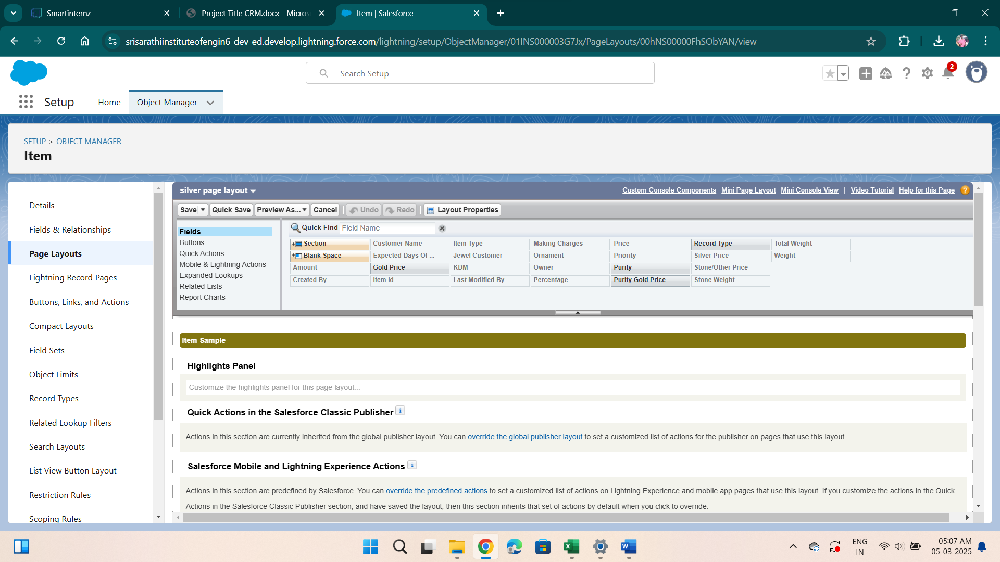 Smartinternz
Project Title CRM.docx - Micros
Item | Salesforce
srisarathiinstituteofengin6-dev-ed.develop.lightning.force.com/lightning/setup/ObjectManager/01INS000003G7Jx/PageLayouts/00hNS00000FhSObYAN/view
Search Setup
2
Setup
Home
Object Manager
SETUP > OBJECT MANAGER
Item
Details
Fields & Relationships
Page Layouts
Lightning Record Pages
Buttons, Links, and Actions
Compact Layouts
Field Sets
Object Limits
Record Types
Related Lookup Filters
Search Layouts
List View Button Layout
Restriction Rules
Scoping Rules
silver page layout
Custom Console Components Mini Page Layout Mini Console View | Video Tutorial Help for this Page ?
Save Quick Save Preview As... Cancel Undo Redo Layout Properties
Fields
Buttons
Quick Actions
Mobile & Lightning Actions
Expanded Lookups
Related Lists
Report Charts
Quick Find Field Name
Section Customer Name Item Type Making Charges Price Record Type Total Weight
Blank Space Expected Days Of ... Jewel Customer Ornament Priority Silver Price Weight
Amount Gold Price KDM Owner Purity Stone/Other Price
Created By Item Id Last Modified By Percentage Purity Gold Price Stone Weight
Item Sample
Highlights Panel
Customize the highlights panel for this page layout...
Quick Actions in the Salesforce Classic Publisher i
Actions in this section are currently inherited from the global publisher layout. You can override the global publisher layout to set a customized list of actions for the publisher on pages that use this layout.
Salesforce Mobile and Lightning Experience Actions i
Actions in this section are predefined by Salesforce. You can override the predefined actions to set a customized list of actions on Lightning Experience and mobile app pages that use this layout. If you customize the actions in the Quick
Actions in the Salesforce Classic Publisher section, and have saved the layout, then this section inherits that set of actions by default when you click to override.
ENG
IN
05:07 AM
05-03-2025